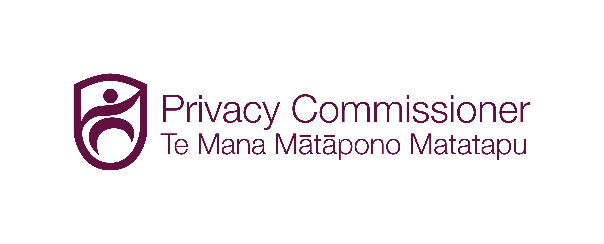 Privacy Commissioner
Te Mana Mātāpono Matatapu